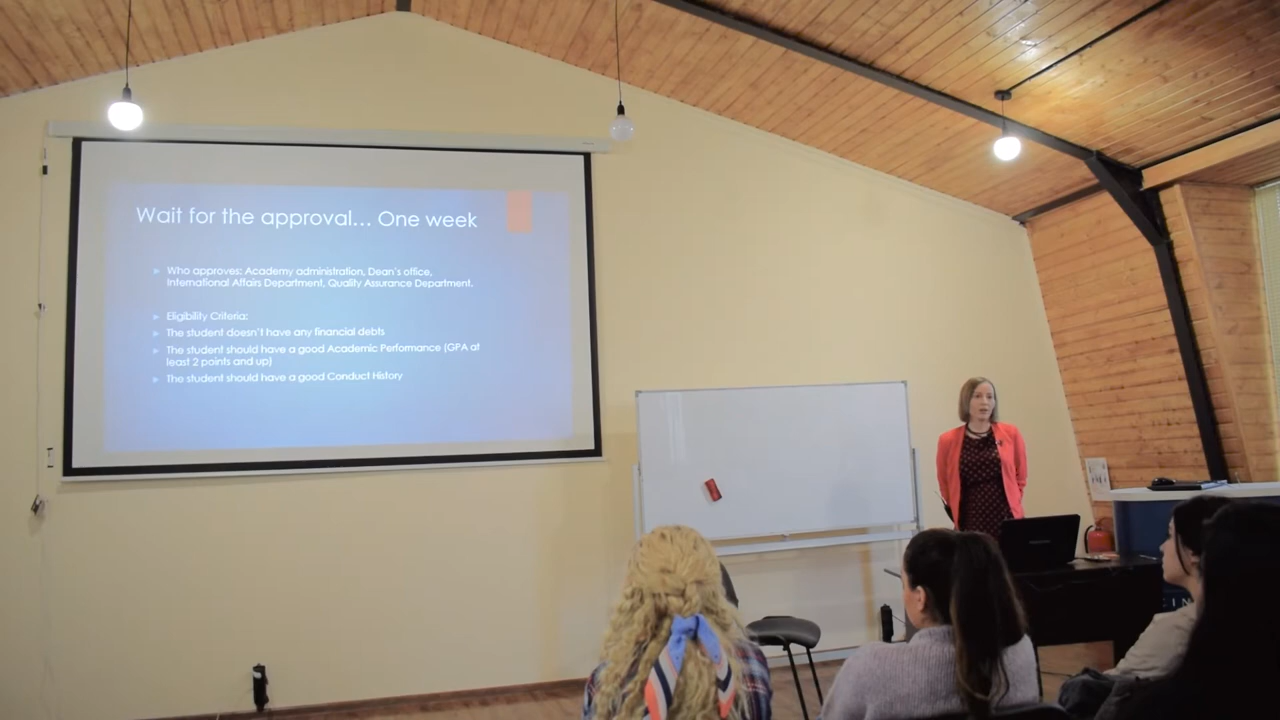 Wait for the approval... One week
Who approves: Academy administration, Dean's office,
International Affairs Department, Quality Assurance Department.
Eligibility Criteria:
The student doesn't have any financial debts
The student should have a good Academic Performance (GPA at
least 2 points and up)
The student should have a good Conduct History